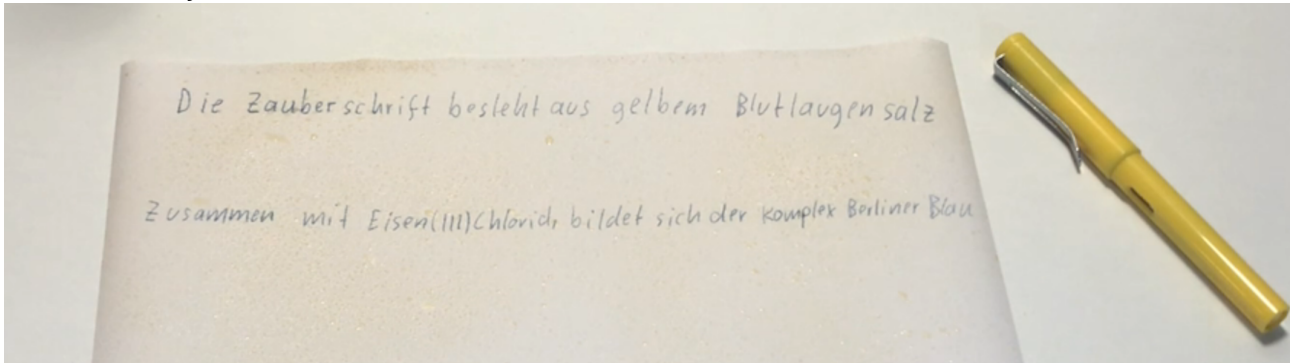 Die Zauberschrift besteht aus gelbem Blutlaugensalz
Zusammen mit Eisen(III)Chlorid, bildet sich der Komplex Berliner Blau